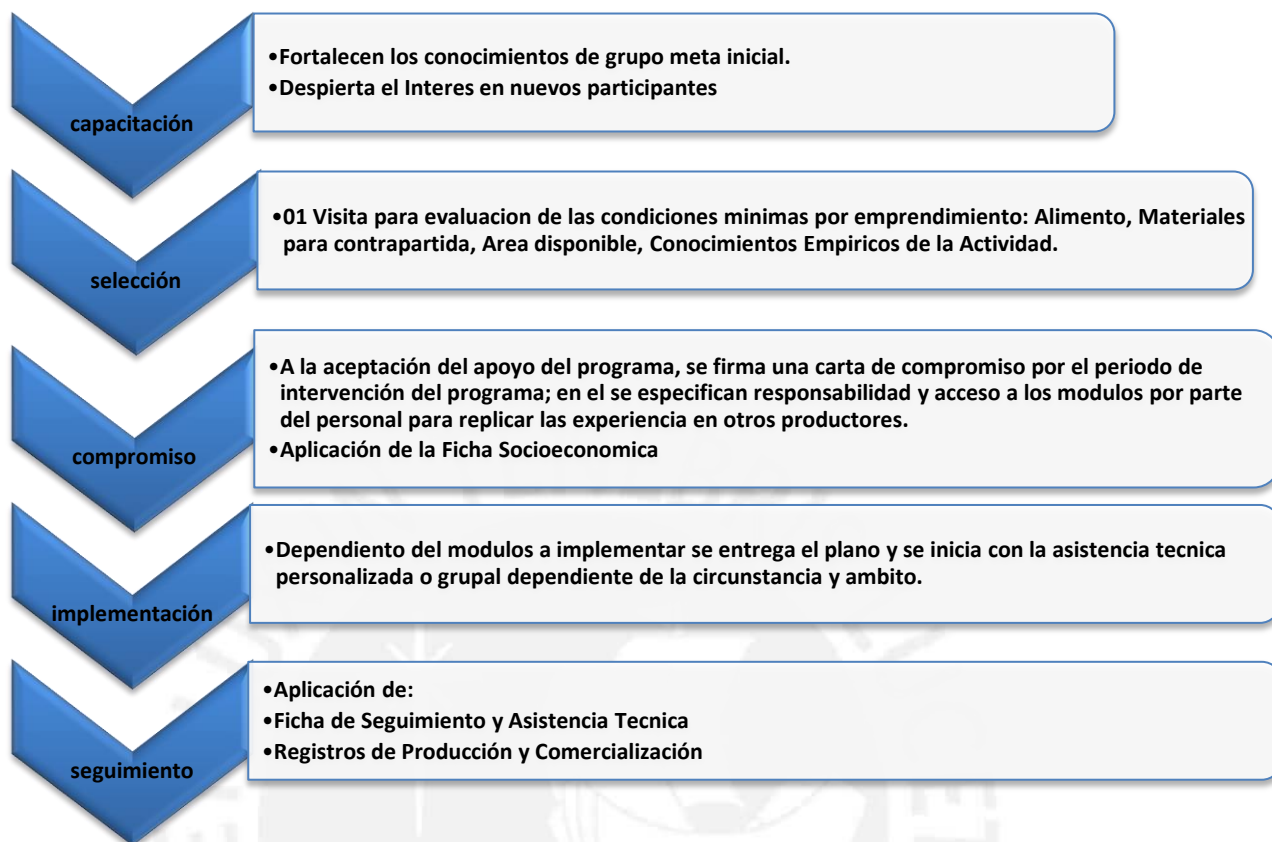 capacitación
•Fortalecen los conocimientos de grupo meta inicial.
•Despierta el Interes en nuevos participantes
selección
•01 Visita para evaluacion de las condiciones minimas por emprendimiento: Alimento, Materiales
para contrapartida, Area disponible, Conocimientos Empiricos de la Actividad.
compromiso
•A la aceptación del apoyo del programa, se firma una carta de compromiso por el periodo de
intervención del programa; en el se especifican responsabilidad y acceso a los modulos por parte
del personal para replicar las experiencia en otros productores.
•Aplicación de la Ficha Socioeconomica
implementación
•Dependiento del modulos a implementar se entrega el plano y se inicia con la asistencia tecnica
personalizada o grupal dependiente de la circunstancia y ambito.
seguimiento
•Aplicación de:
•Ficha de Seguimiento y Asistencia Tecnica
•Registros de Producción y Comercialización